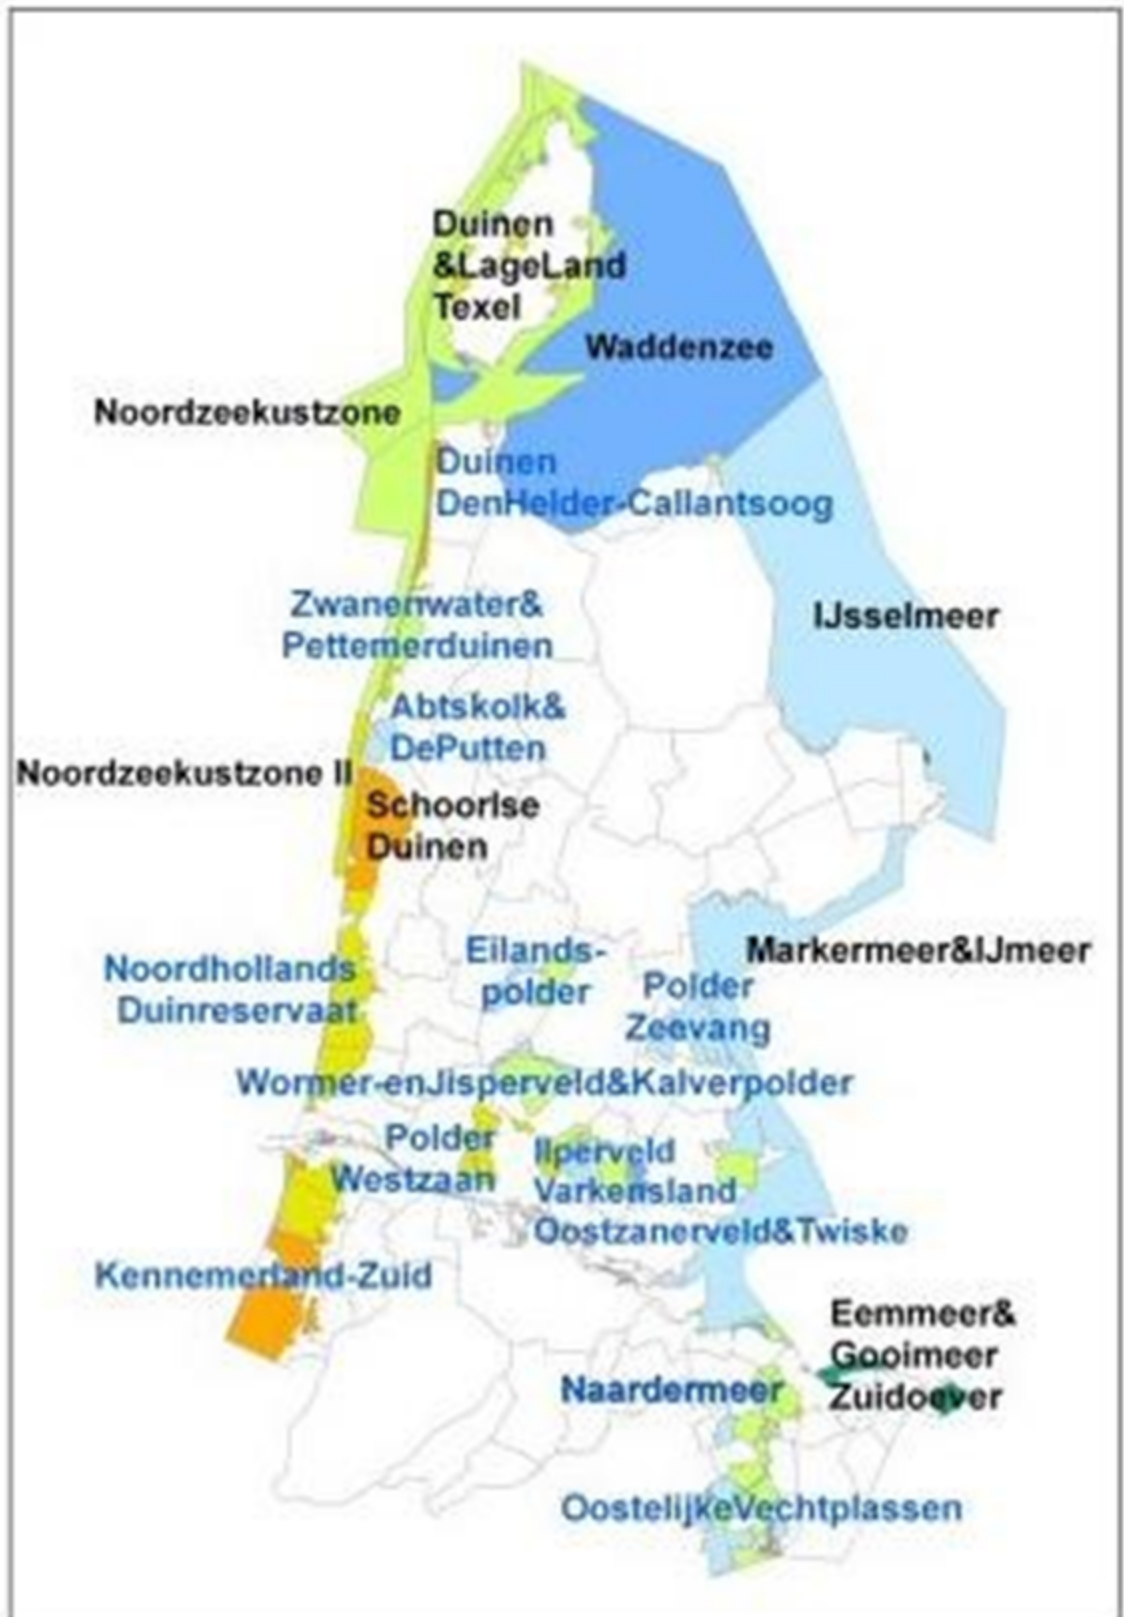 Duinen
&LageLand
Texel
Waddenzee
Noordzeekustzone
Duinen
DenHelder-Callantsoog
Zwanenwater&
Pettemerduinen
IJsselmeer
Abtskolk&
DePutten
Noordzeekustzone II
Schoorlse
Duinen
Markermeer&IJmeer
Noordhollands
Duinreservaat
Eilands-
polder
Polder
Zeevang
Wormer-enJisperveld&Kalverpolder
Polder
Westzaan
Ilperveld
Varkensland
Oostzanerveld&Twiske
Kennemerland-Zuid
Eemmeer&
Gooimeer
Zuidoever
Naardermeer
OostelijkeVechtplassen